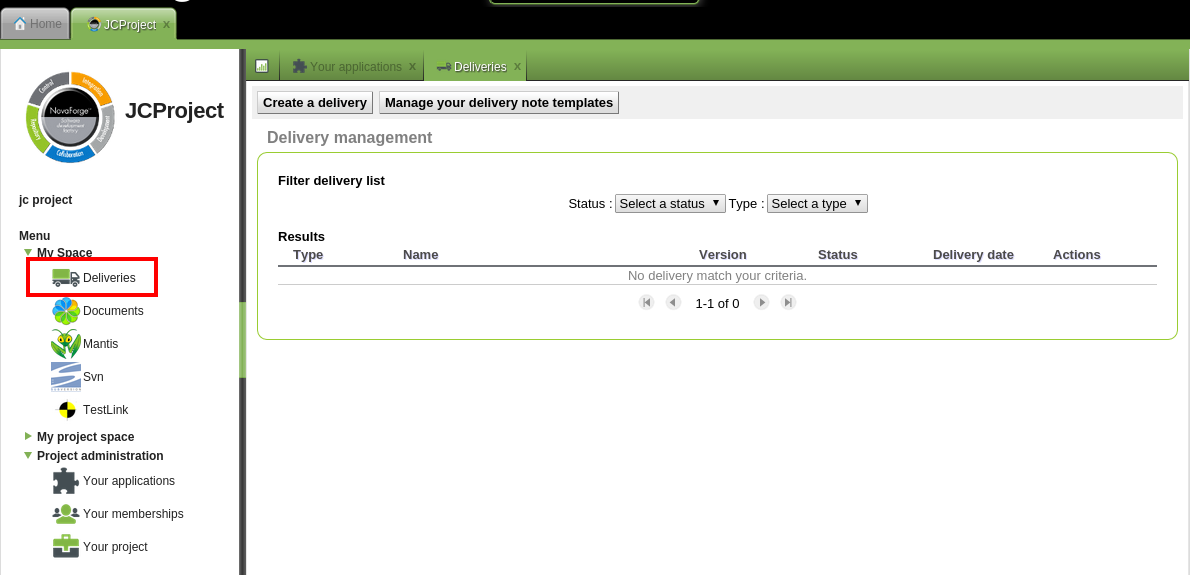 Home
JCProject x
Your applications x
Deliveries x
Control
Integration
Development
Collaboration
Repository
NovaForge™
Software
development
factory
JCProject
jc project
Menu
My Space
Deliveries
Documents
Mantis
Svn
TestLink
My project space
Project administration
Your applications
Your memberships
Your project
Create a delivery
Manage your delivery note templates
Delivery management
Filter delivery list
Status : Select a status Type : Select a type
Results
Type Name Version Status Delivery date Actions
No delivery match your criteria.
1-1 of 0